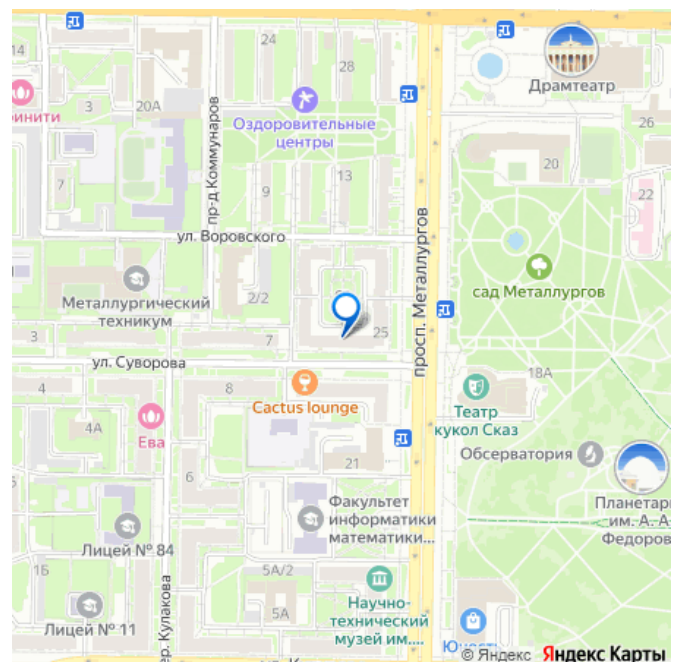 24
28
14
Драмтеатр
3
20А
26
Оздоровительные
центры
пр-д Коммунаров
20
7
9
13
22
ул. Воровского
просп. Металлургов
Металлургический
техникум
2/2
сад Металлургов
3
7
25
ул. Суворова
18А
4
8
Cactus lounge
Театр
кукол Сказ
4А
Ева
Обсерватория
21
6
Факультет
информатики
математики...
Планетар
им. А. А
Федоров
Лицей № 84
1Б
5А/2
5А
Научно-
технический
музей им....
Лицей № 11
ер. Кулакова
© Яндекс Яндекс Карты